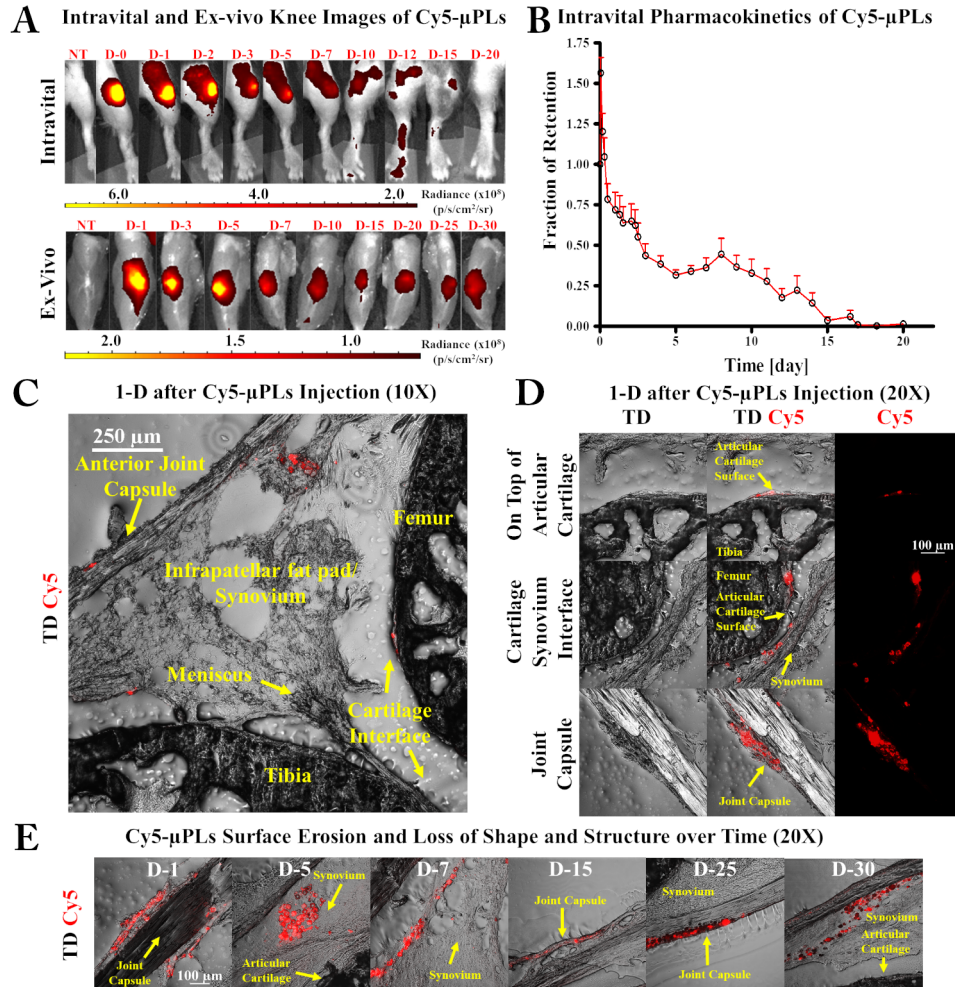 A
Intravital and Ex-vivo Knee Images of Cy5-µPLs
NT D-0 D-1 D-2 D-3 D-5 D-7 D-10 D-12 D-15 D-20
Intravital
6.0 4.0 2.0 Radiance (x10⁸)
(p/s/cm²/sr)
NT D-1 D-3 D-5 D-7 D-10 D-15 D-20 D-25 D-30
Ex-Vivo
2.0 1.5 1.0 Radiance (x10⁸)
(p/s/cm²/sr)
B
Intravital Pharmacokinetics of Cy5-µPLs
Fraction of Retention
1.75
1.50
1.25
1.00
0.75
0.50
0.25
0.00
0 5 10 15 20
Time [day]
C
1-D after Cy5-µPLs Injection (10X)
TD Cy5
250 µm
Anterior Joint
Capsule
Femur
Infrapatellar fat pad/
Synovium
Meniscus
Cartilage
Interface
Tibia
D
1-D after Cy5-µPLs Injection (20X)
TD TD Cy5 Cy5
On Top of
Articular
Cartilage
Articular
Cartilage
Surface
Tibia
100 µm
Cartilage
Synovium
Interface
Femur
Articular
Cartilage
Surface
Synovium
Joint
Capsule
Joint Capsule
E
Cy5-µPLs Surface Erosion and Loss of Shape and Structure over Time (20X)
TD Cy5
D-1 D-5 D-7 D-15 D-25 D-30
Joint
Capsule
100 µm
Synovium
Articular
Cartilage
Synovium
Joint Capsule
Synovium
Joint Capsule
Synovium
Articular
Cartilage